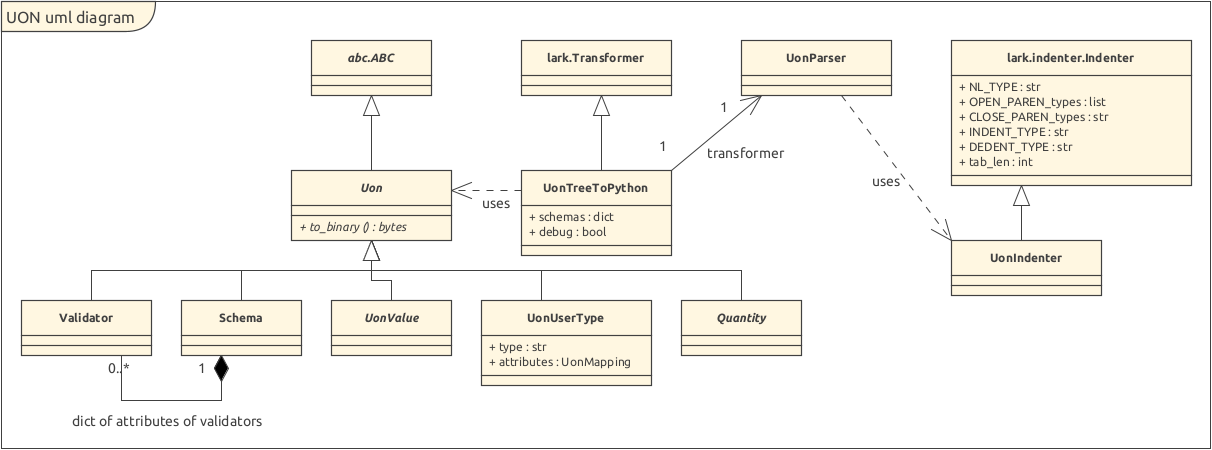 UON uml diagram
abc.ABC
lark.Transformer
UonParser
lark.indenter.Indenter
+ NL_TYPE : str
+ OPEN_PAREN_types : list
+ CLOSE_PAREN_types : str
+ INDENT_TYPE : str
+ DEDENT_TYPE : str
+ tab_len : int
1
1
transformer
uses
Uon
+ to_binary () : bytes
uses
UonTreeToPython
+ schemas : dict
+ debug : bool
UonIndenter
Validator
Schema
UonValue
UonUserType
+ type : str
+ attributes : UonMapping
Quantity
0..*
1
dict of attributes of validators